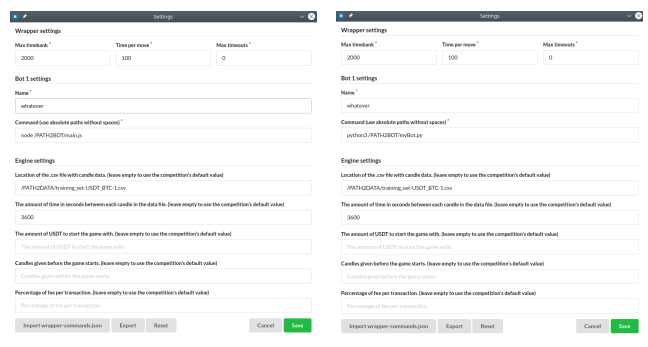 Settings
Wrapper settings
Max timebank * Time per move * Max timeouts *
2000 100 0
Bot 1 settings
Name *
whatever
Command (use absolute paths without spaces) *
node /PATH2BOT/main.js
Engine settings
Location of the .csv file with candle data. (leave empty to use the competition's default value)
/PATH2DATA/training_set-USDT_BTC-1.csv
The amount of time in seconds between each candle in the data file. (leave empty to use the competition's default value)
3600
The amount of USDT to start the game with. (leave empty to use the competition's default value)
The amount of USDT to start the game with.
Candles given before the game starts. (leave empty to use the competition's default value)
Candles given before the game starts.
Percentage of fee per transaction. (leave empty to use the competition's default value)
Percentage of fee per transaction.
Import wrapper-commands.json Export Reset Cancel Save
Settings
Wrapper settings
Max timebank * Time per move * Max timeouts *
2000 100 0
Bot 1 settings
Name *
whatever
Command (use absolute paths without spaces) *
python3 /PATH2BOT/myBot.py
Engine settings
Location of the .csv file with candle data. (leave empty to use the competition's default value)
/PATH2DATA/training_set-USDT_BTC-1.csv
The amount of time in seconds between each candle in the data file. (leave empty to use the competition's default value)
3600
The amount of USDT to start the game with. (leave empty to use the competition's default value)
The amount of USDT to start the game with.
Candles given before the game starts. (leave empty to use the competition's default value)
Candles given before the game starts.
Percentage of fee per transaction. (leave empty to use the competition's default value)
Percentage of fee per transaction.
Import wrapper-commands.json Export Reset Cancel Save